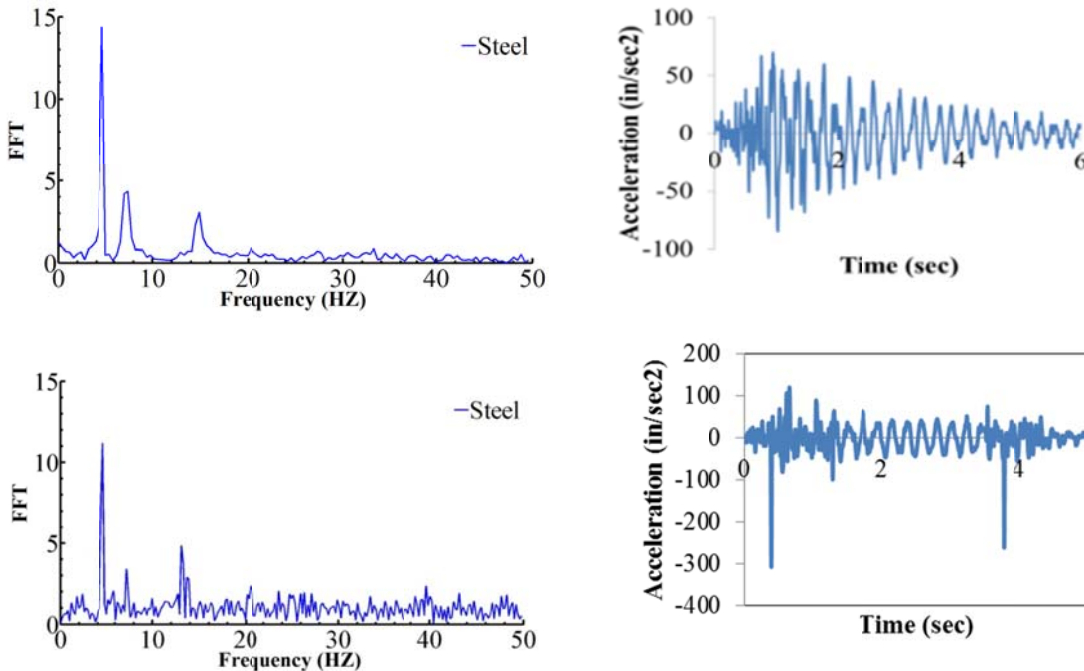 15
10
5
0
FFT
Steel
0 10 20 30 40 50
Frequency (HZ)
100
50
0
-50
-100
Acceleration (in/sec2)
0 2 4 6
Time (sec)
15
10
5
0
FFT
Steel
0 10 20 30 40 50
Frequency (HZ)
200
100
0
-100
-200
-300
-400
Acceleration (in/sec2)
0 2 4
Time (sec)